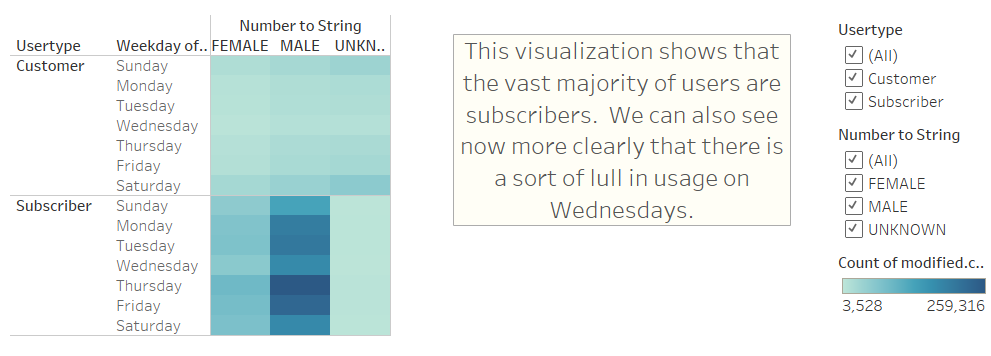 Number to String
Usertype Weekday of.. FEMALE MALE UNKN..
Customer Sunday
Monday
Tuesday
Wednesday
Thursday
Friday
Saturday
Subscriber Sunday
Monday
Tuesday
Wednesday
Thursday
Friday
Saturday
This visualization shows that
the vast majority of users are
subscribers. We can also see
now more clearly that there is
a sort of lull in usage on
Wednesdays.
Usertype
(All)
Customer
Subscriber
Number to String
(All)
FEMALE
MALE
UNKNOWN
Count of modified.c..
3,528 259,316